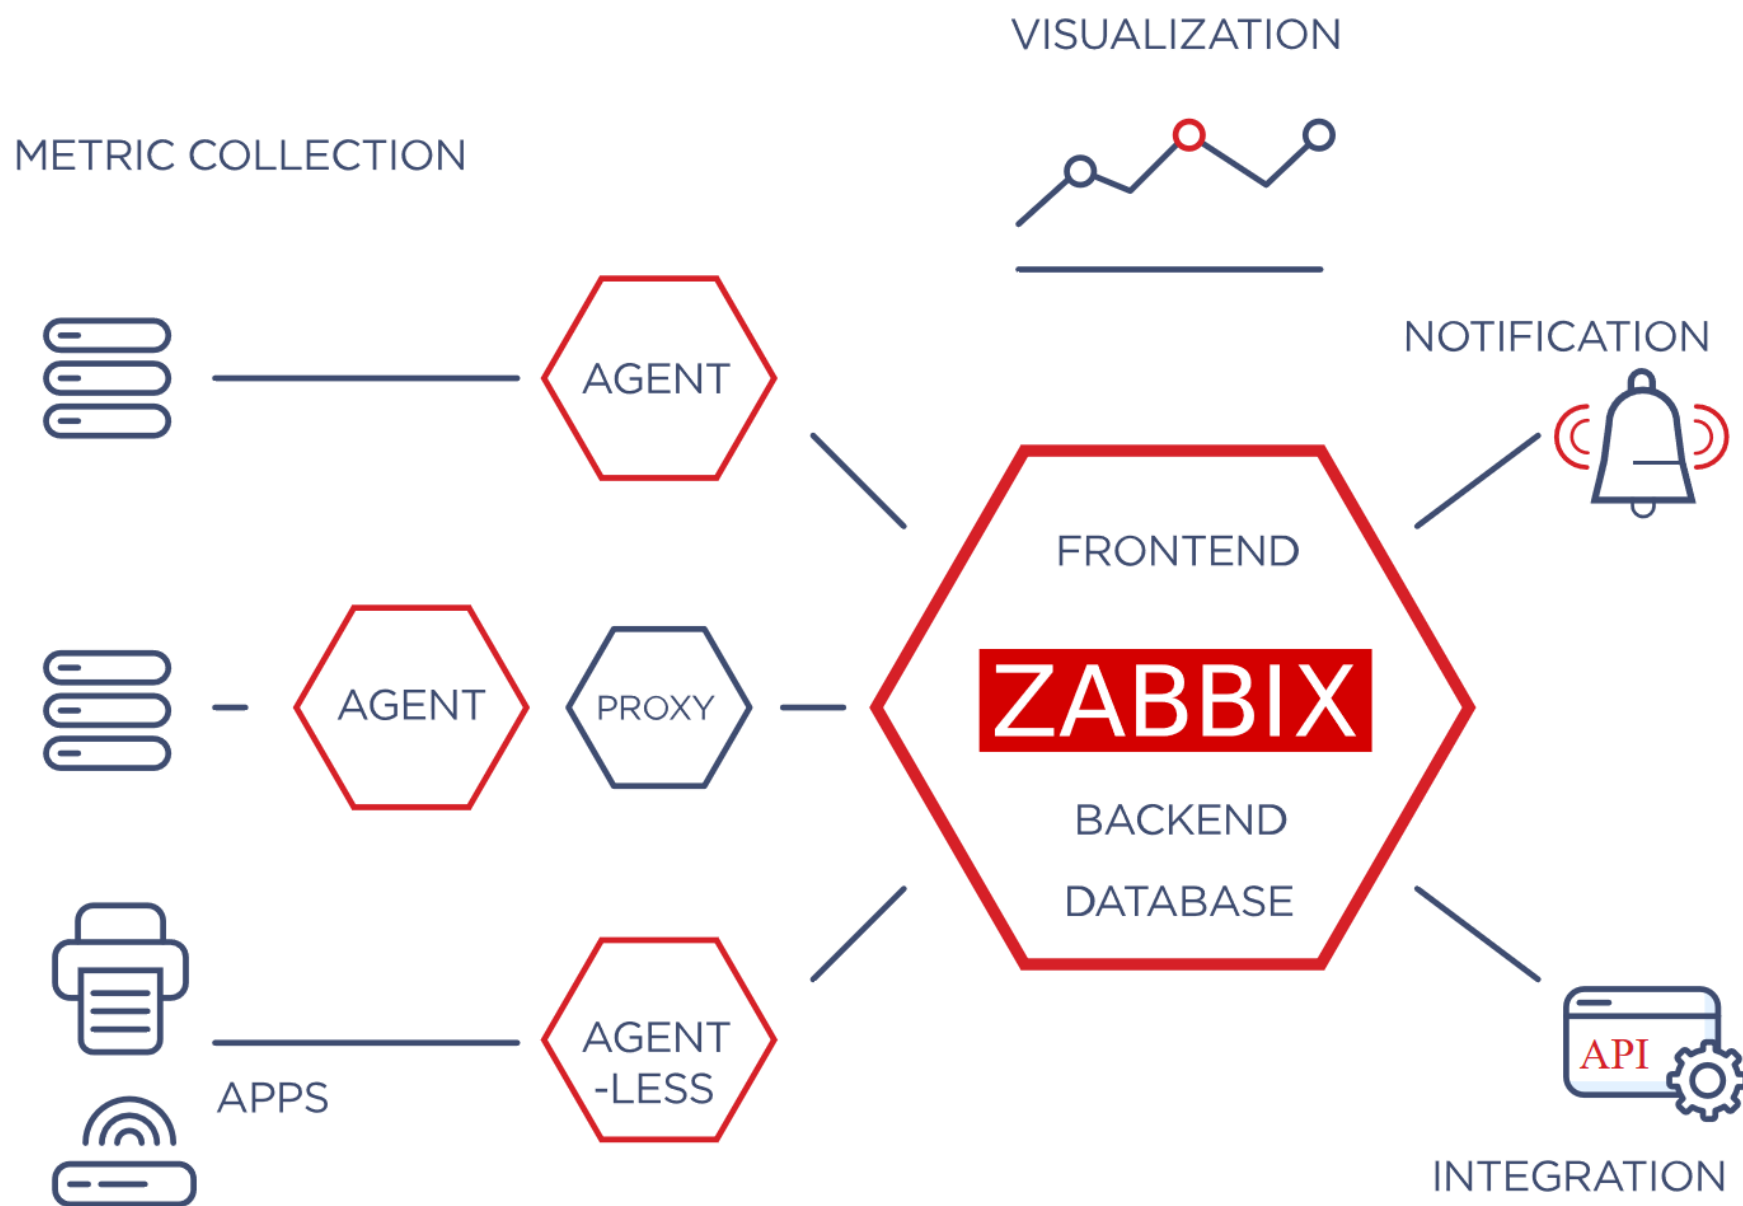 VISUALIZATION
METRIC COLLECTION
NOTIFICATION
AGENT
FRONTEND
ZABBIX
AGENT
PROXY
BACKEND
DATABASE
AGENT
-LESS
APPS
API
INTEGRATION